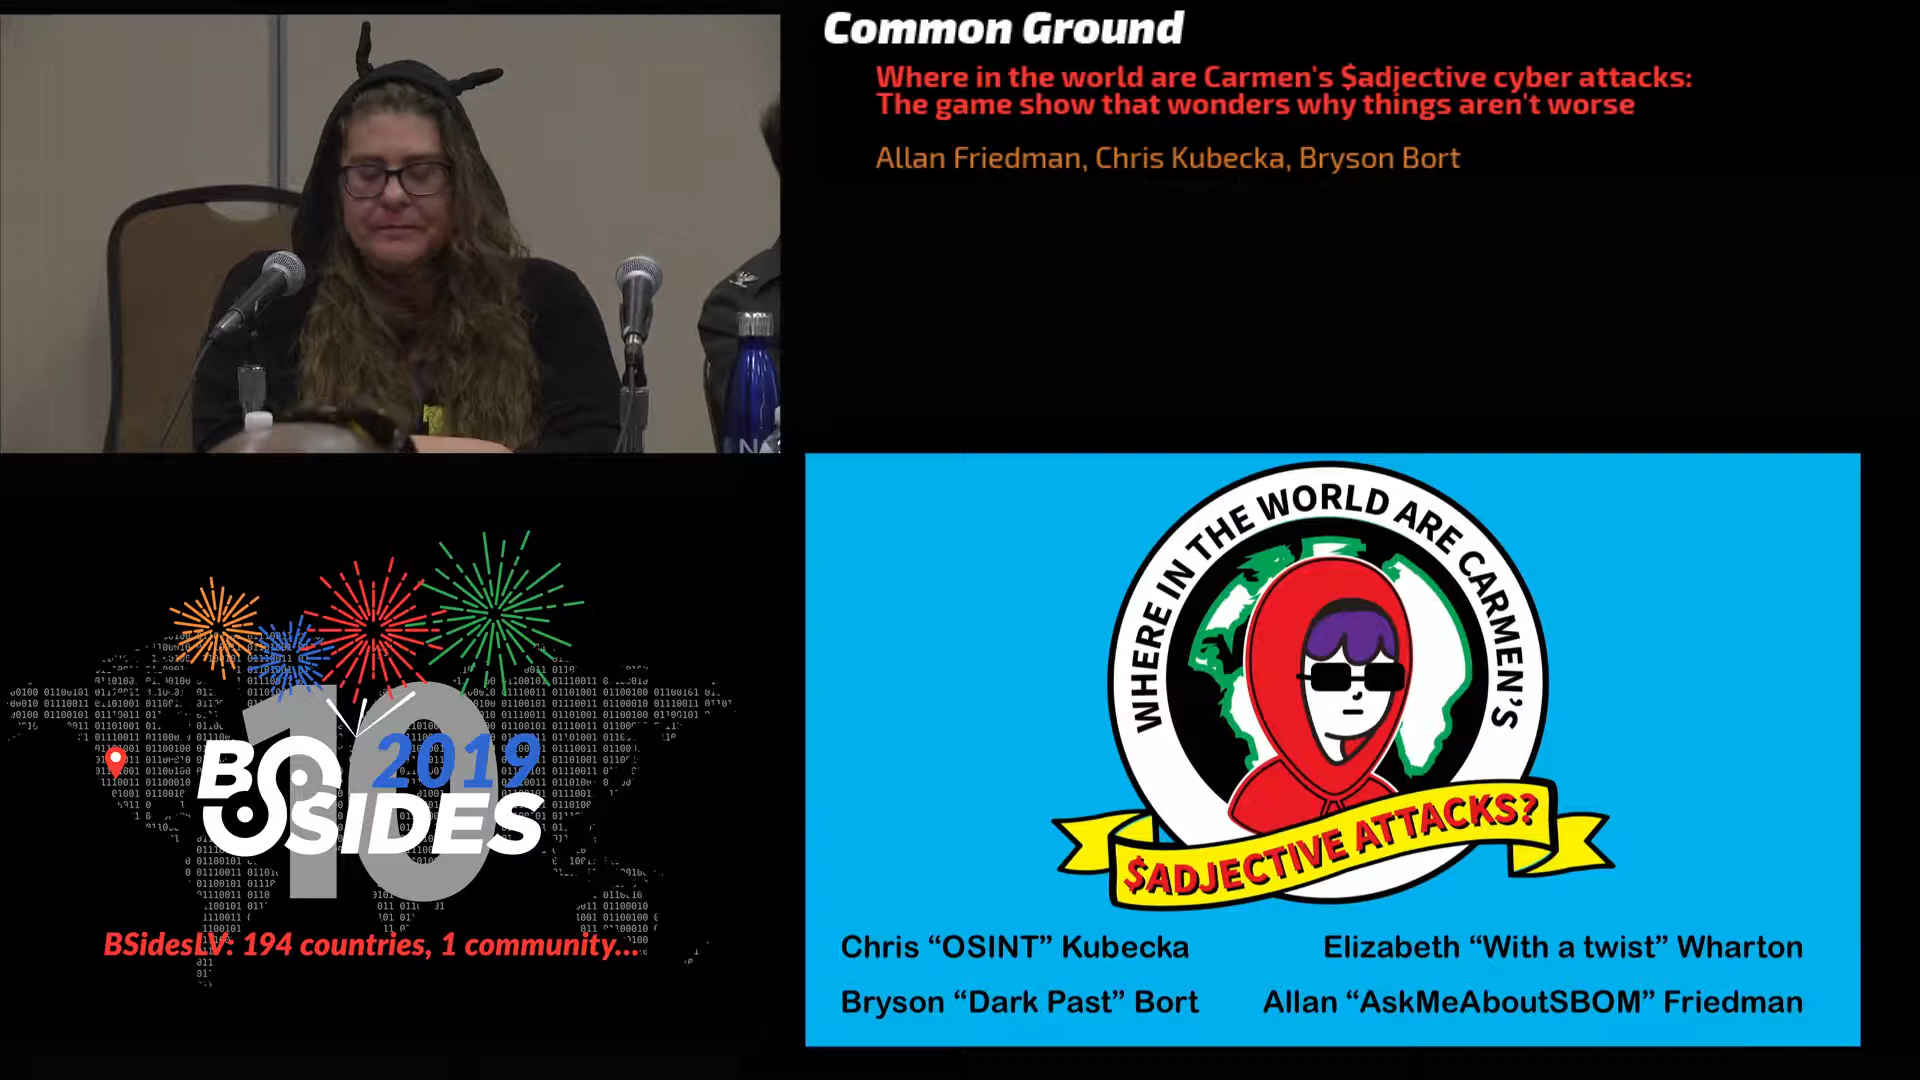 Common Ground
Where in the world are Carmen's $adjective cyber attacks:
The game show that wonders why things aren't worse
Allan Friedman, Chris Kubecka, Bryson Bort
10
BSIDES
2019
BSidesLV: 194 countries, 1 community...
WHERE IN THE WORLD ARE CARMEN'S
$ADJECTIVE ATTACKS?
Chris “OSINT” Kubecka
Elizabeth “With a twist” Wharton
Bryson “Dark Past” Bort
Allan “AskMeAboutSBOM” Friedman